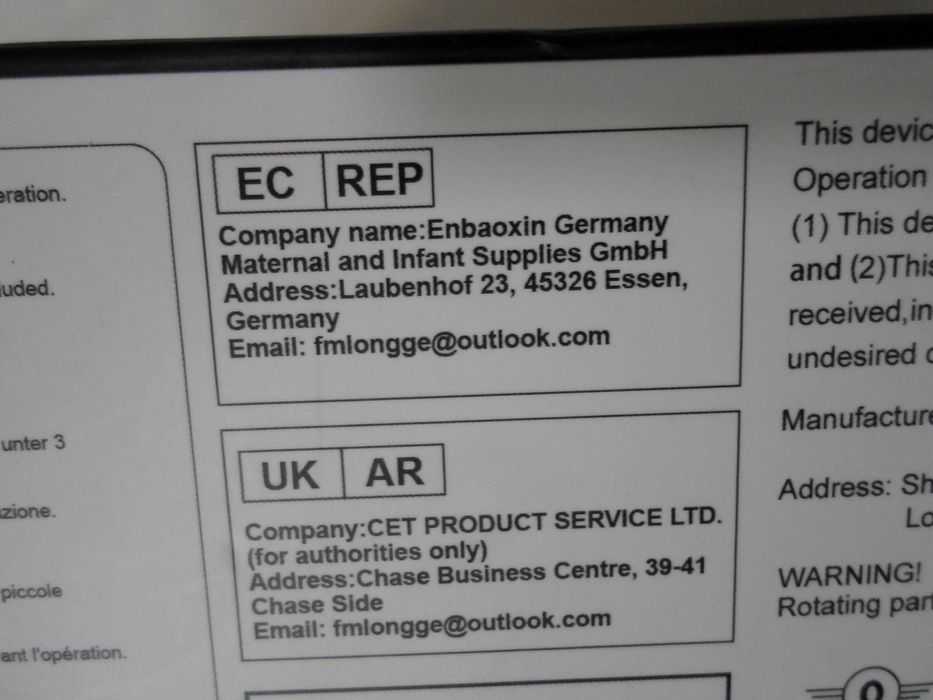 eration.
uded.
unter 3
azione.
piccole
ant l'opération.
EC REP
Company name:Enbaoxin Germany
Maternal and Infant Supplies GmbH
Address:Laubenhof 23, 45326 Essen,
Germany
Email: fmlongge@outlook.com
UK AR
Company:CET PRODUCT SERVICE LTD.
(for authorities only)
Address:Chase Business Centre, 39-41
Chase Side
Email: fmlongge@outlook.com
This devic
Operation
(1) This de
and (2)This
received,in
undesired
Manufacture
Address: Sh
Lo
WARNING!
Rotating part